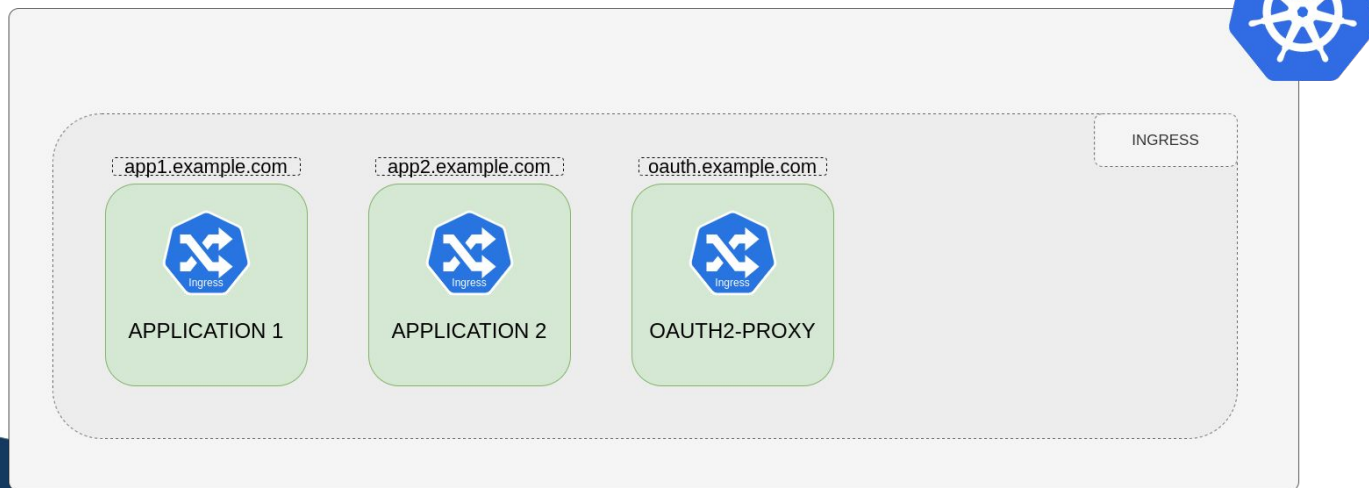 INGRESS
app1.example.com
app2.example.com
oauth.example.com
Ingress
Ingress
Ingress
APPLICATION 1
APPLICATION 2
OAUTH2-PROXY